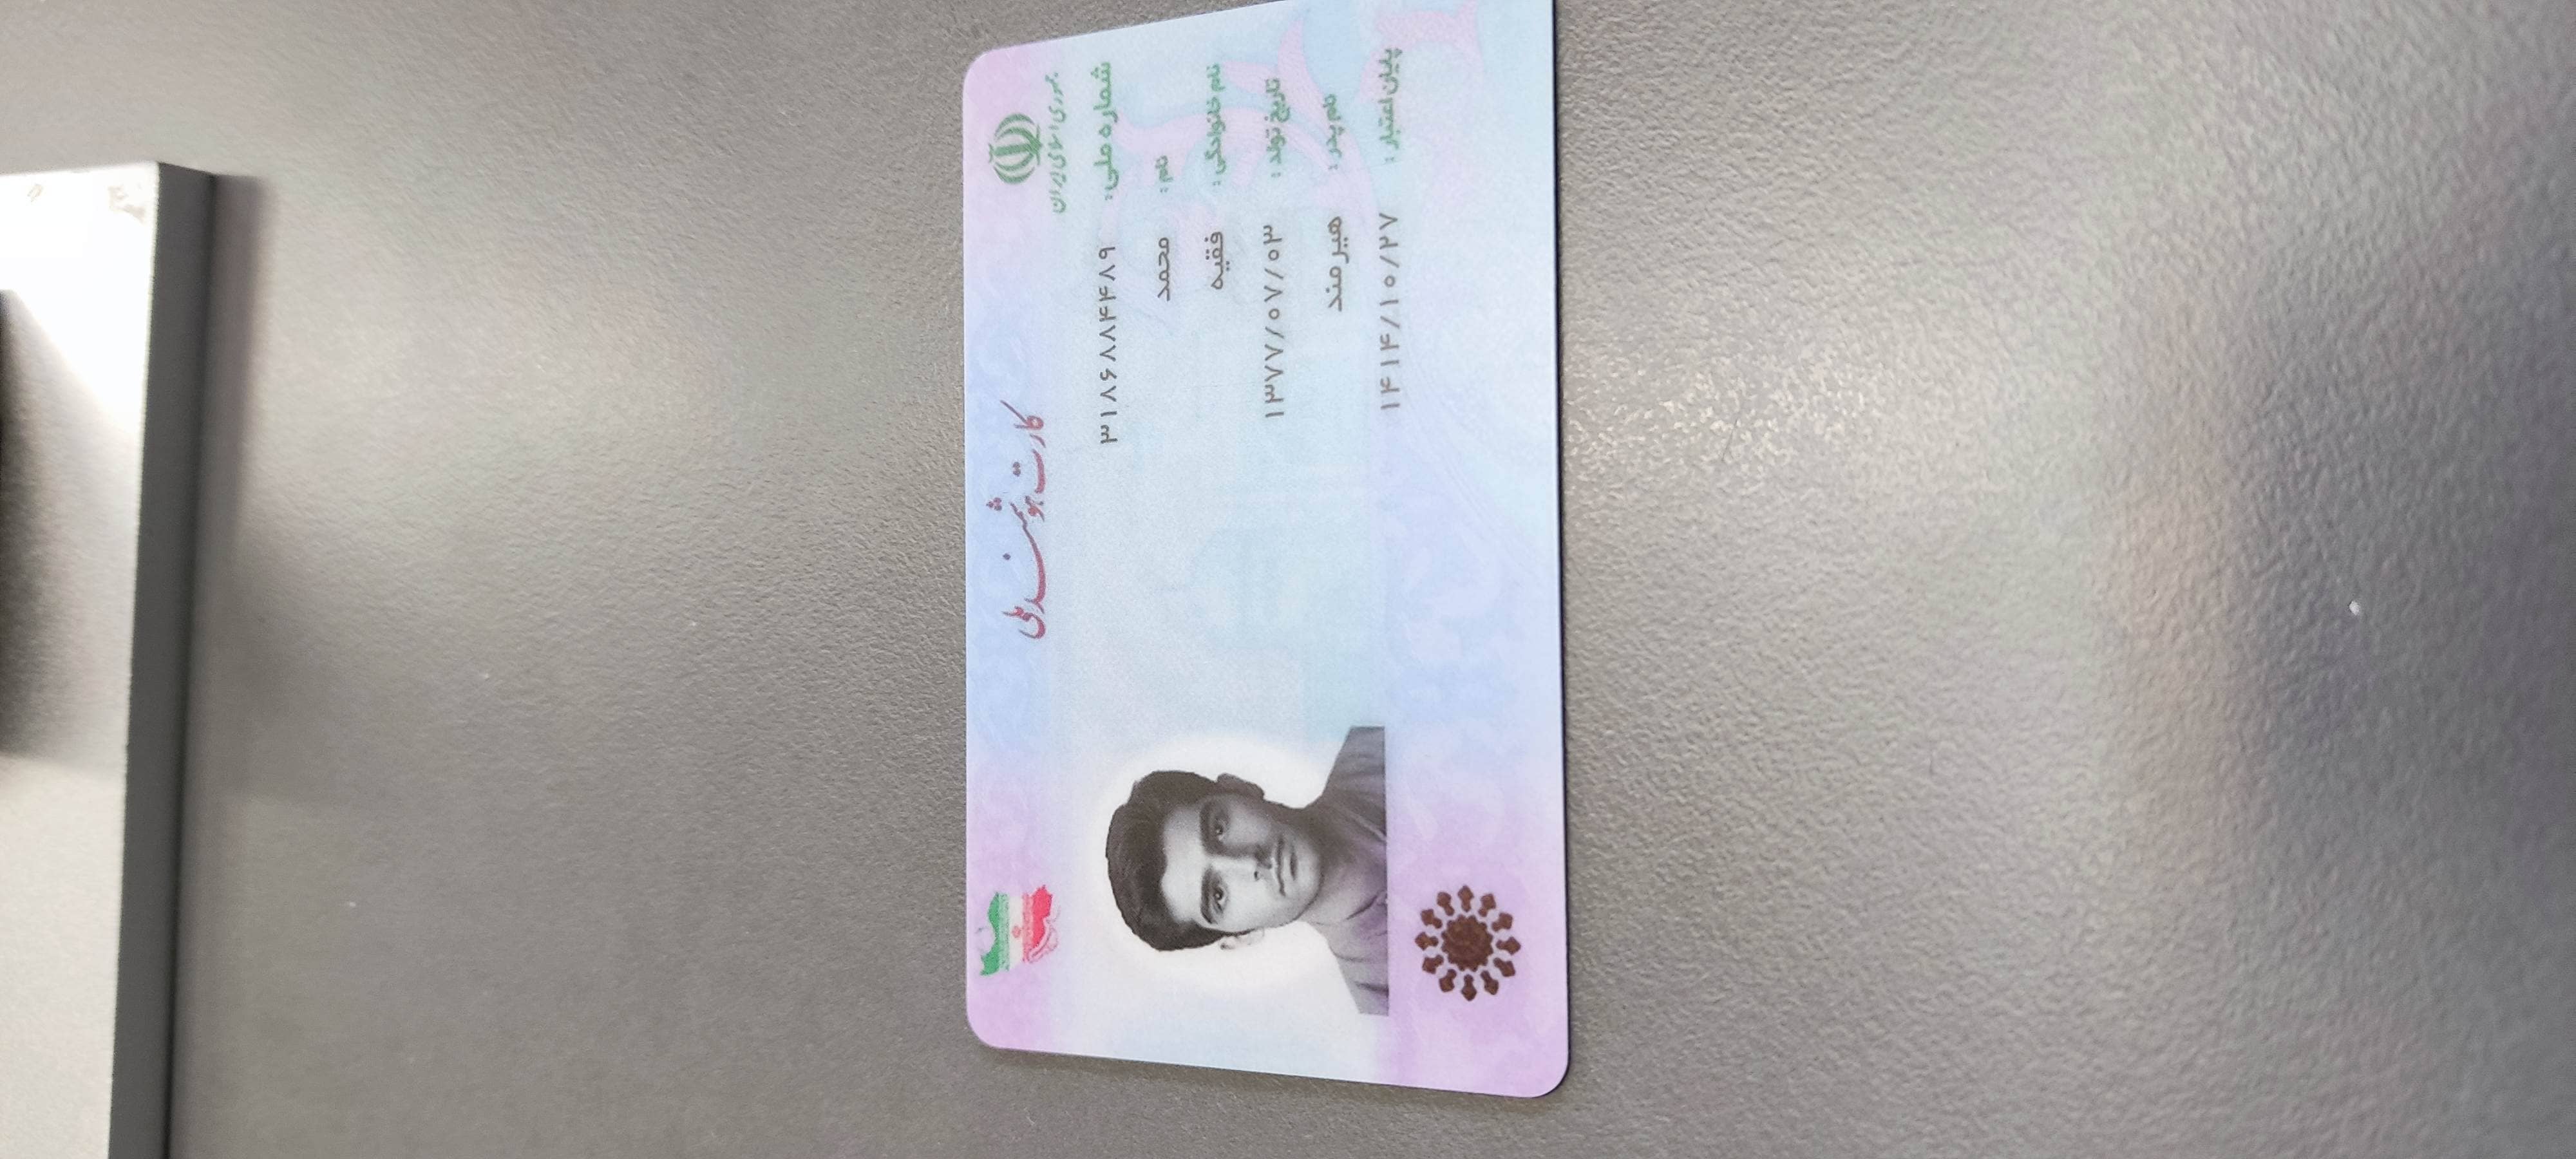 جمهوری اسلامی ایران
کارت هوشمند ملی
شماره ملی: ۳۱۸۶۸۸۴۴۸۹
نام: محمد
نام خانوادگی: فقیه
تاریخ تولد: ۱۳۷۷/۰۷/۰۳
نام پدر: هیرمند
پایان اعتبار: ۱۴۱۴/۱۰/۲۷